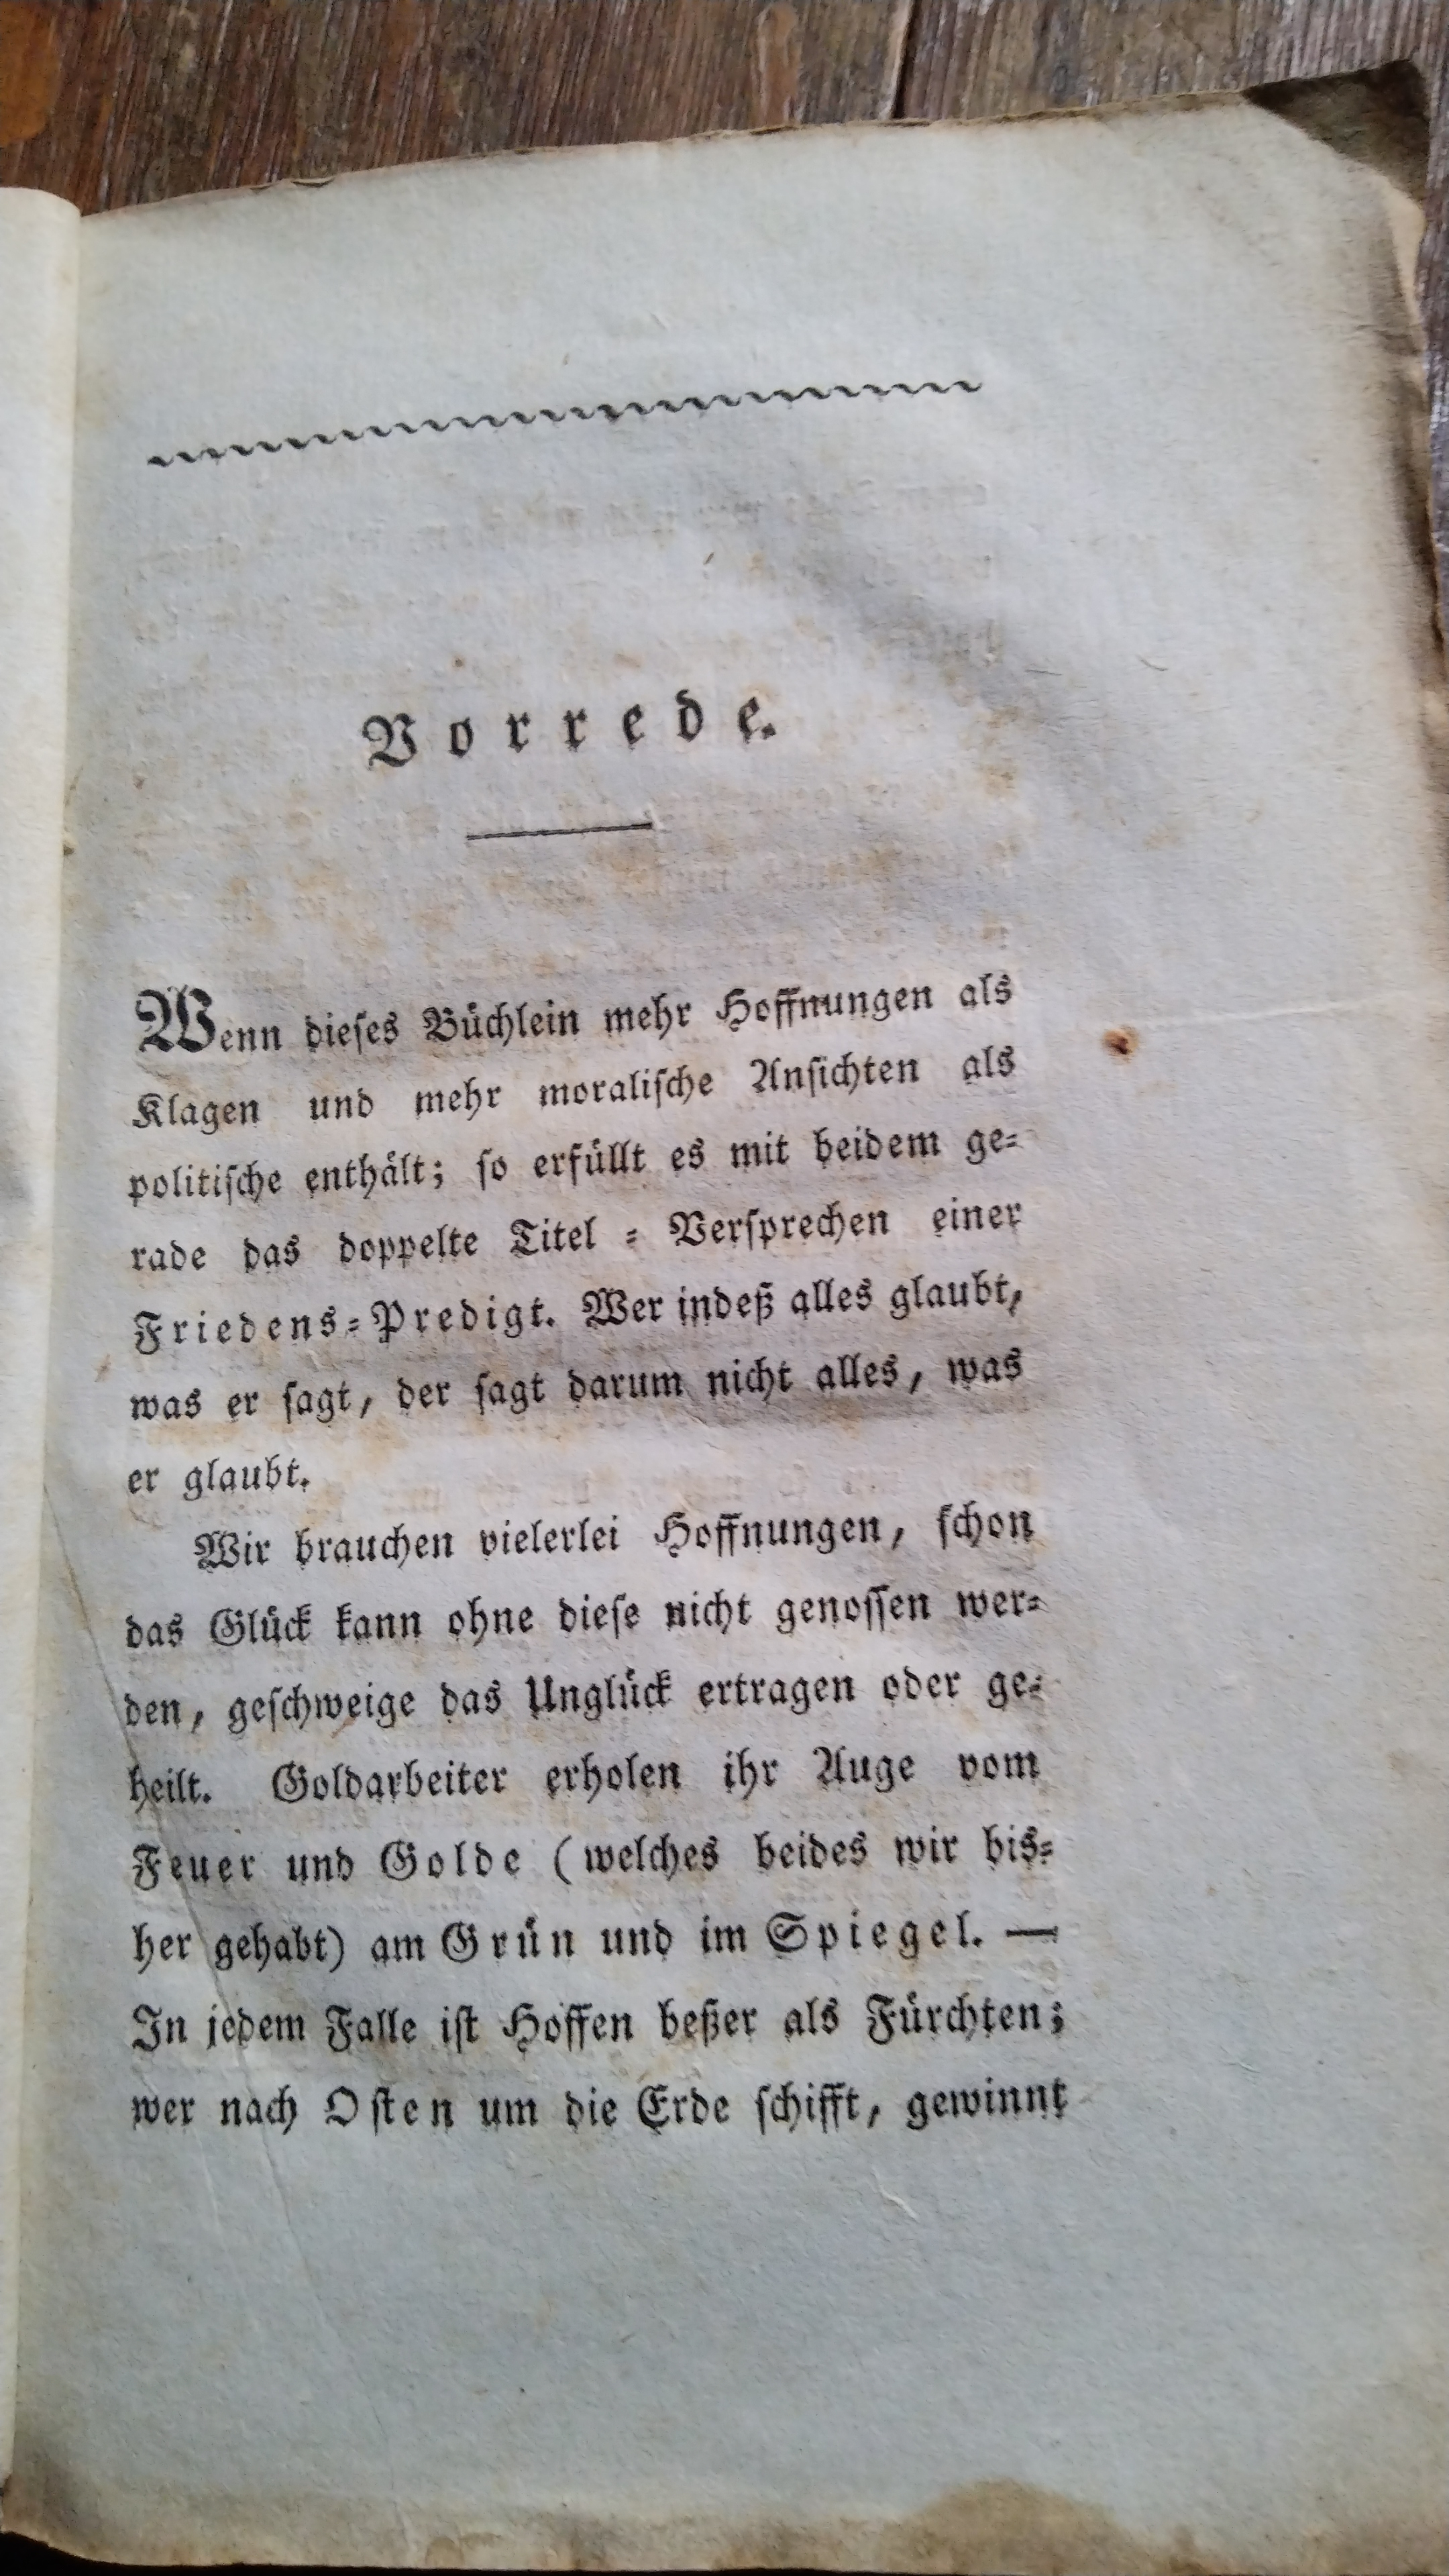 Vorrede.
Wenn dieſes Büchlein mehr Hoffnungen als
Klagen und mehr moraliſche Anſichten als
politiſche enthält; ſo erfüllt es mit beidem ge⸗
rade das doppelte Titel ⸗ Verſprechen einer
Friedens⸗Predigt. Wer indeß alles glaubt,
was er ſagt, der ſagt darum nicht alles, was
er glaubt.
Wir brauchen vielerlei Hoffnungen, ſchon
das Glück kann ohne dieſe nicht genoſſen wer⸗
den, geſchweige das Unglück ertragen oder ge⸗
heilt. Goldarbeiter erholen ihr Auge vom
Feuer und Golde (welches beides wir bis⸗
her gehabt) am Grün und im Spiegel. —
In jedem Falle iſt Hoffen beßer als Fürchten;
wer nach Oſten um die Erde ſchifft, gewinnt